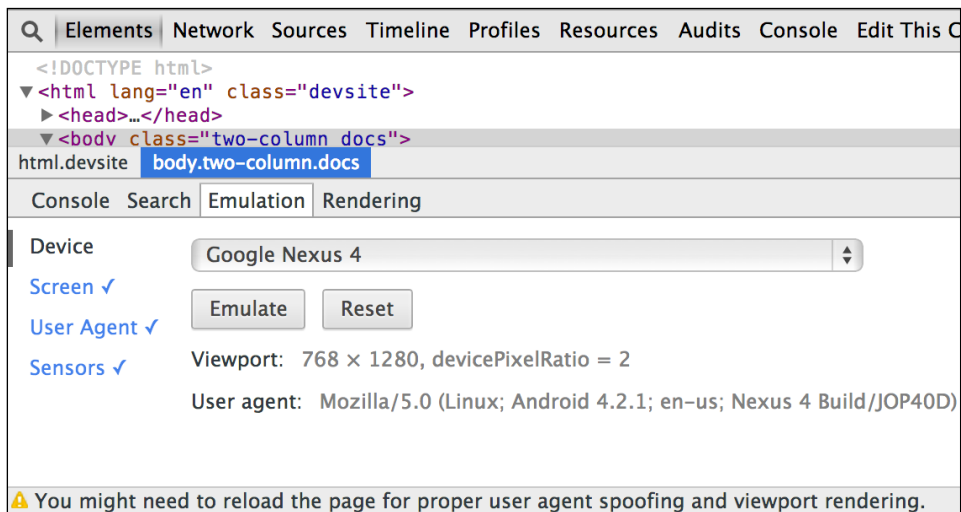 Elements Network Sources Timeline Profiles Resources Audits Console Edit This C
<!DOCTYPE html>
▼<html lang="en" class="devsite">
▶<head>…</head>
▼<body class="two-column docs">
html.devsite body.two-column.docs
Console Search Emulation Rendering
Device
Google Nexus 4
Screen ✓
Emulate Reset
User Agent ✓
Viewport: 768 × 1280, devicePixelRatio = 2
Sensors ✓
User agent: Mozilla/5.0 (Linux; Android 4.2.1; en-us; Nexus 4 Build/JOP40D)
You might need to reload the page for proper user agent spoofing and viewport rendering.